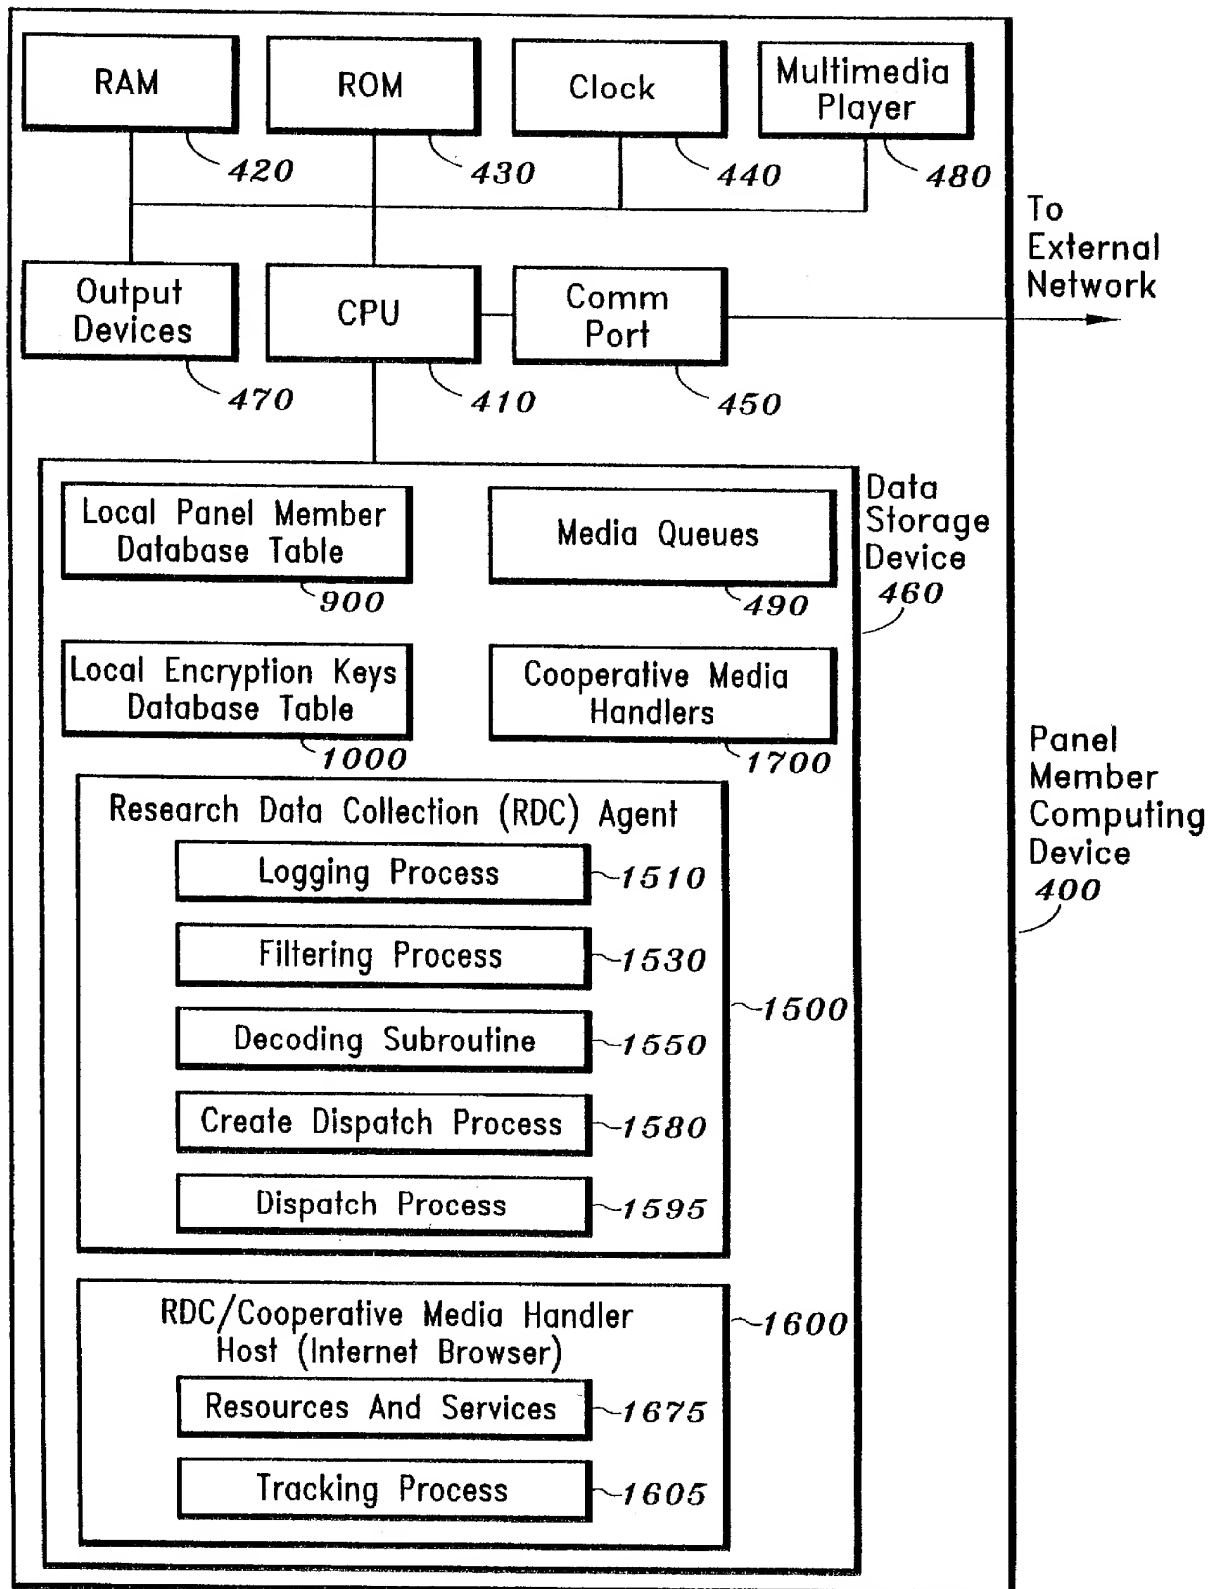 RAM
ROM
Clock
Multimedia
Player
420
430
440
480
To
External
Network
Output
Devices
CPU
Comm
Port
470
410
450
Local Panel Member
Database Table
900
Media Queues
490
Data
Storage
Device
460
Local Encryption Keys
Database Table
1000
Cooperative Media
Handlers
1700
Panel
Member
Computing
Device
400
Research Data Collection (RDC) Agent
Logging Process
1510
Filtering Process
1530
Decoding Subroutine
1550
Create Dispatch Process
1580
Dispatch Process
1595
1500
RDC/Cooperative Media Handler
Host (Internet Browser)
1600
Resources And Services
1675
Tracking Process
1605